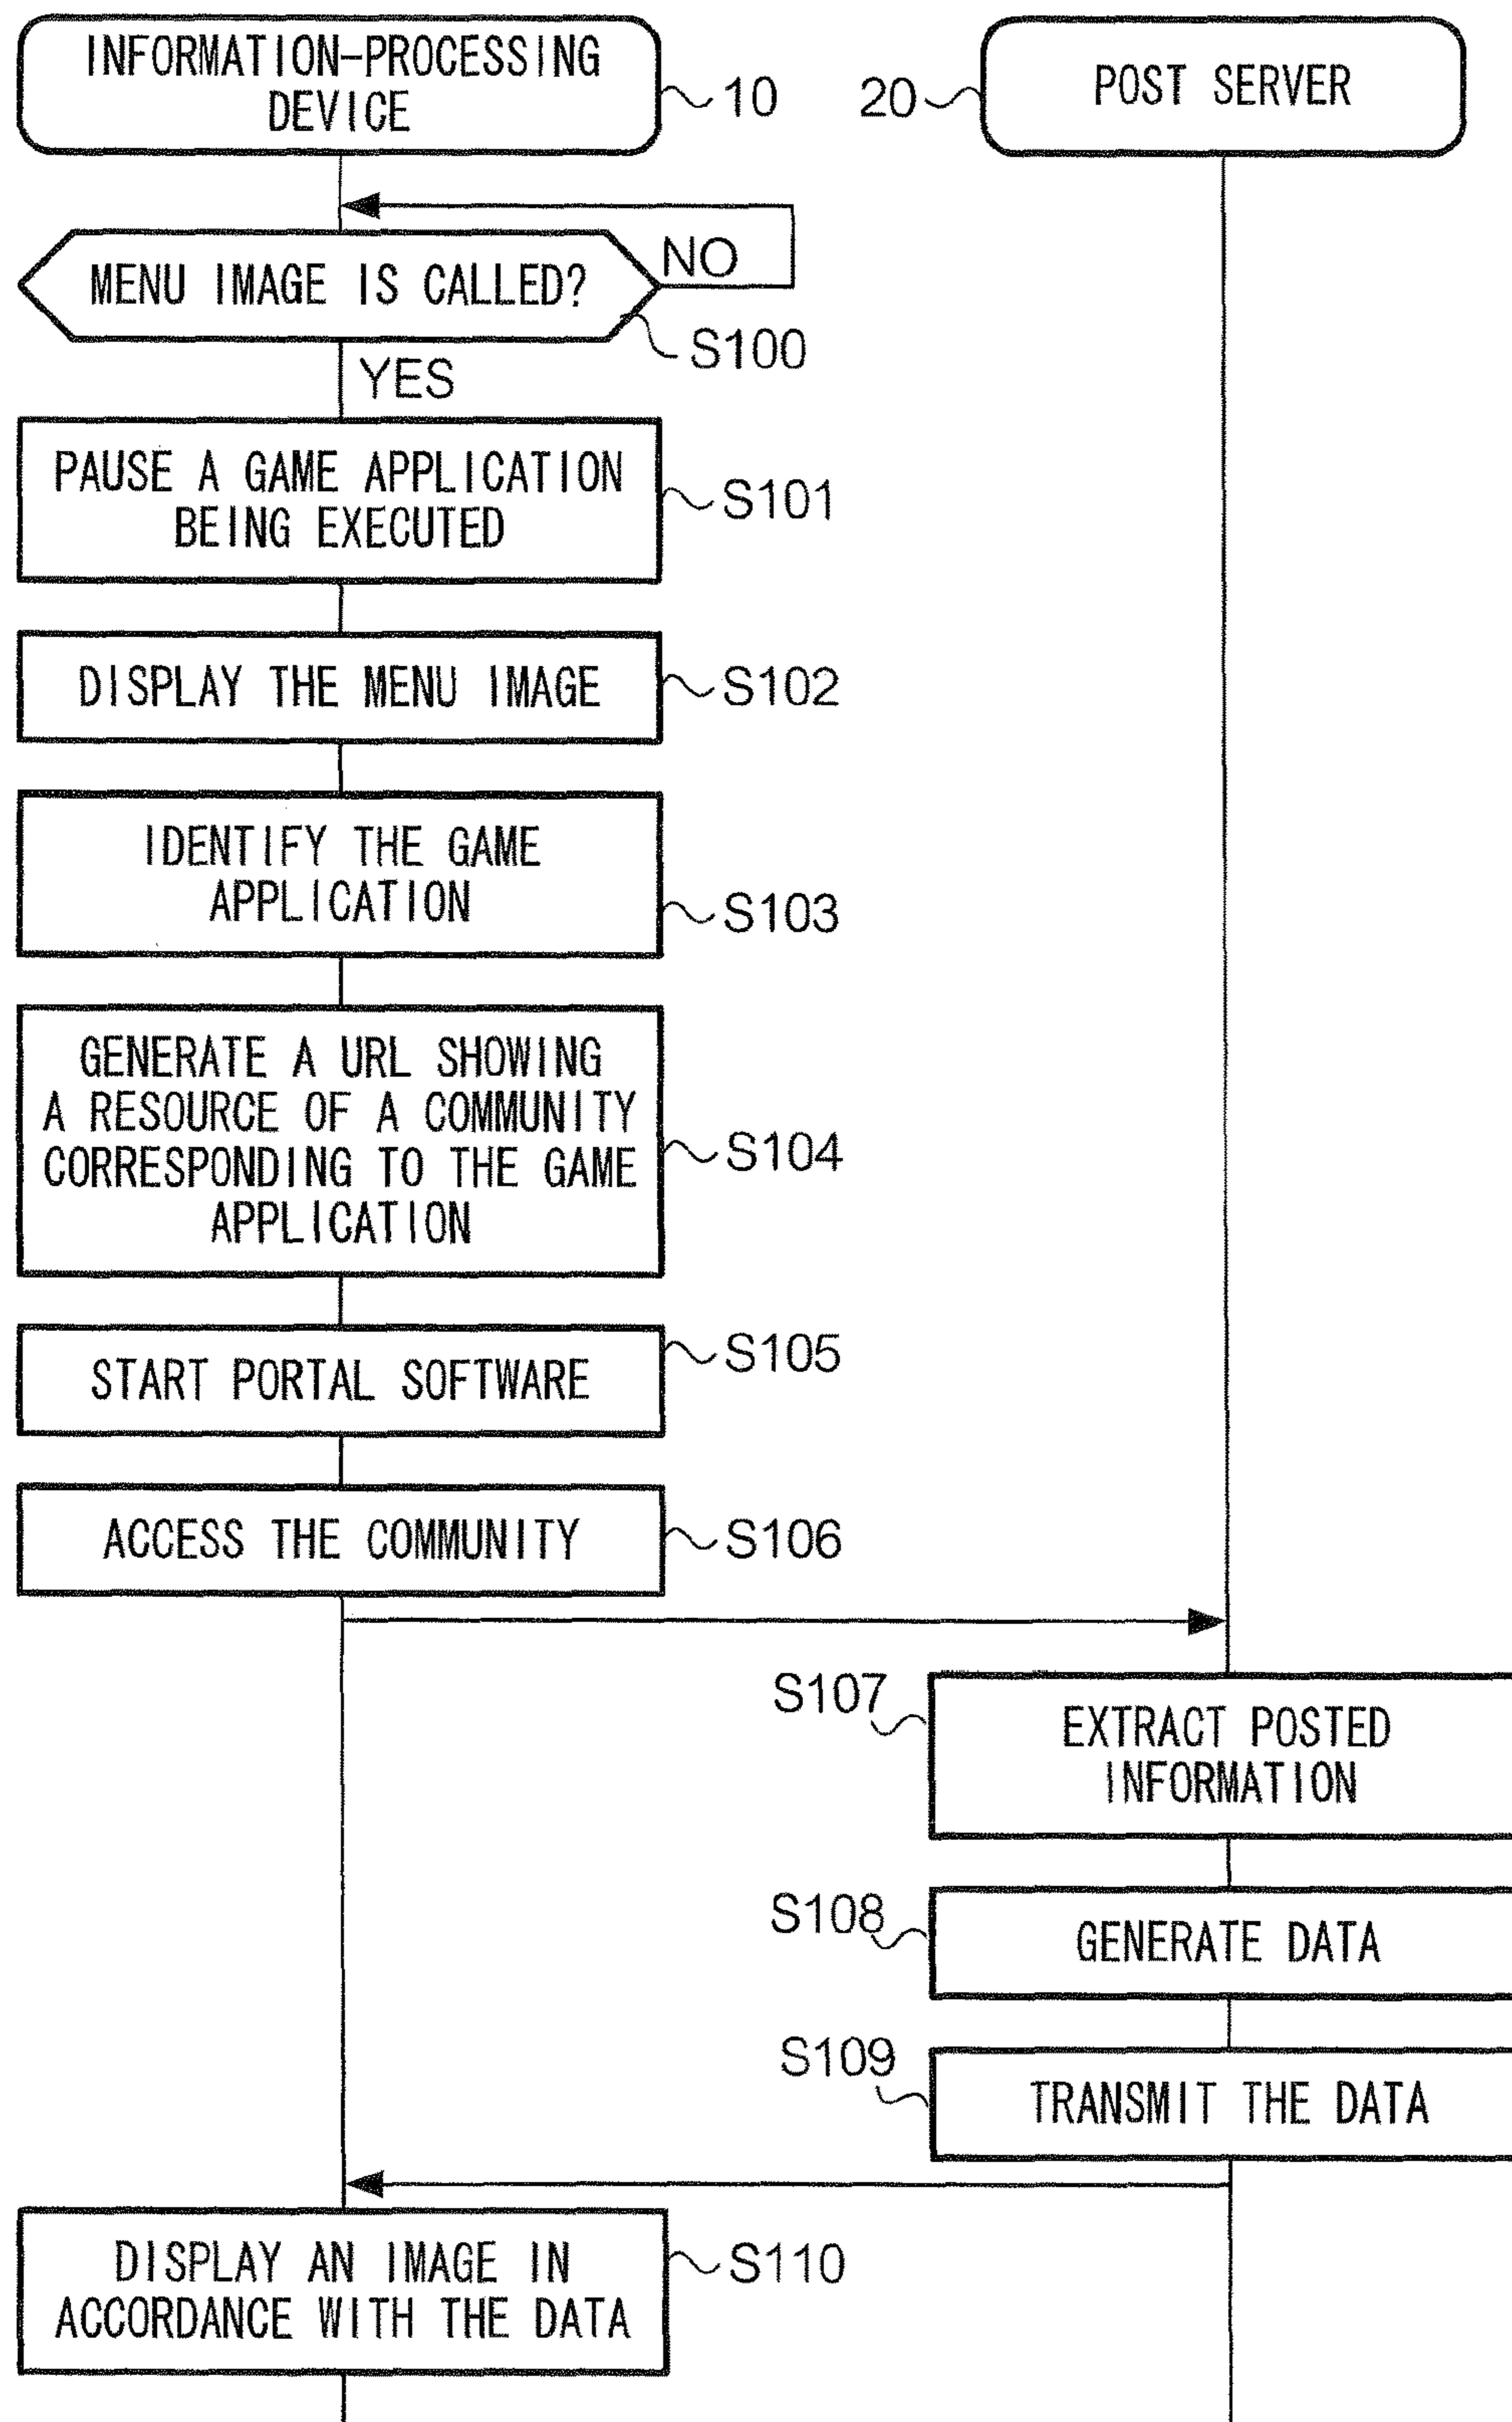 INFORMATION-PROCESSING
DEVICE
10
20
POST SERVER
MENU IMAGE IS CALLED?
NO
S100
YES
PAUSE A GAME APPLICATION
BEING EXECUTED
S101
DISPLAY THE MENU IMAGE
S102
IDENTIFY THE GAME
APPLICATION
S103
GENERATE A URL SHOWING
A RESOURCE OF A COMMUNITY
CORRESPONDING TO THE GAME
APPLICATION
S104
START PORTAL SOFTWARE
S105
ACCESS THE COMMUNITY
S106
S107
EXTRACT POSTED
INFORMATION
S108
GENERATE DATA
S109
TRANSMIT THE DATA
DISPLAY AN IMAGE IN
ACCORDANCE WITH THE DATA
S110